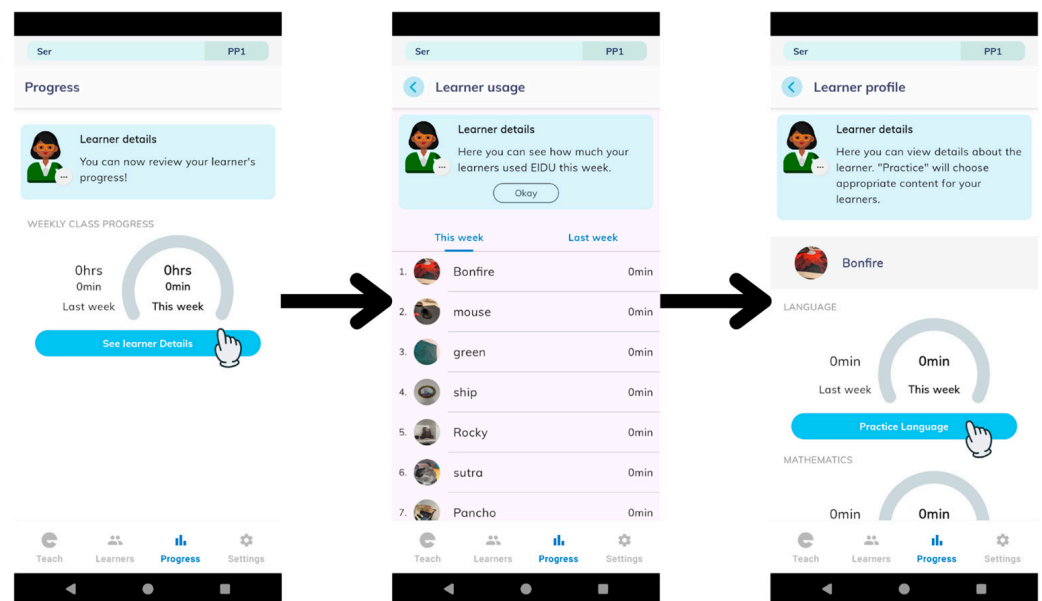 Ser PP1
Progress
Learner details
You can now review your learner's
progress!
WEEKLY CLASS PROGRESS
0hrs
0min
Last week
0hrs
0min
This week
See learner Details
Teach Learners Progress Settings
Ser PP1
Learner usage
Learner details
Here you can see how much your
learners used EIDU this week.
Okay
This week Last week
1. Bonfire 0min
2. mouse 0min
3. green 0min
4. ship 0min
5. Rocky 0min
6. sutra 0min
7. Pancho 0min
Teach Learners Progress Settings
Ser PP1
Learner profile
Learner details
Here you can view details about the
learner. "Practice" will choose
appropriate content for your
learners.
Bonfire
LANGUAGE
0min
Last week
0min
This week
Practice Language
MATHEMATICS
0min 0min
Teach Learners Progress Settings